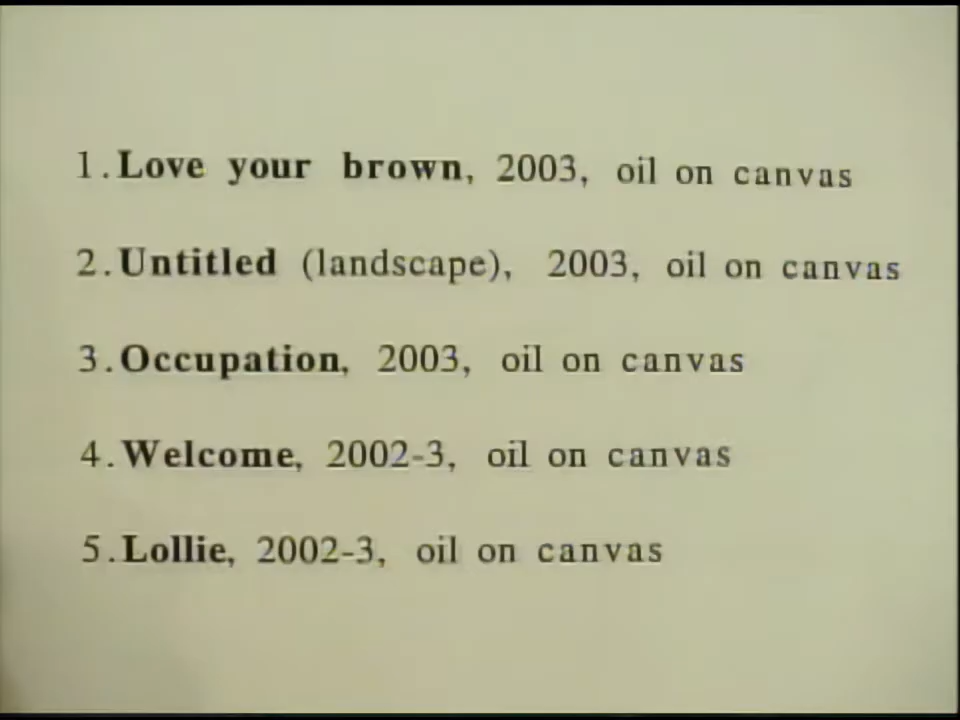 1. Love your brown, 2003, oil on canvas
2. Untitled (landscape), 2003, oil on canvas
3. Occupation, 2003, oil on canvas
4. Welcome, 2002-3, oil on canvas
5. Lollie, 2002-3, oil on canvas